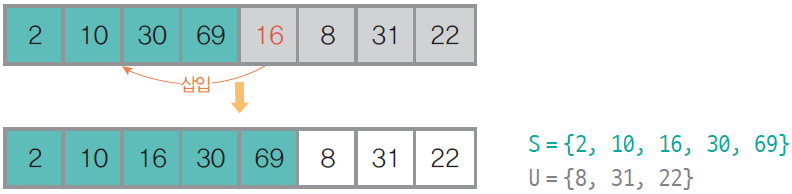 2 10 30 69 16 8 31 22
삽입
2 10 16 30 69 8 31 22
S = {2, 10, 16, 30, 69}
U = {8, 31, 22}